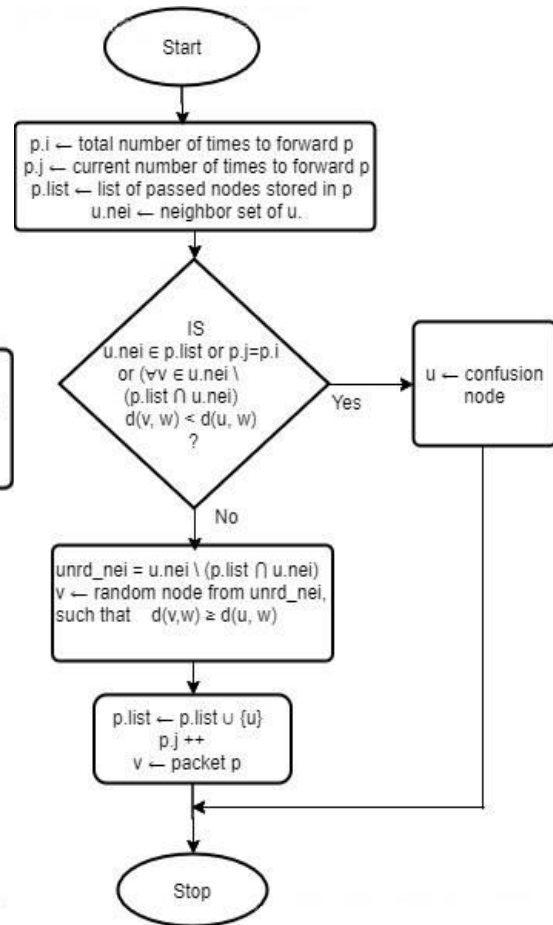 Start
p.i ← total number of times to forward p
p.j ← current number of times to forward p
p.list ← list of passed nodes stored in p
u.nei ← neighbor set of u.
IS
u.nei ∈ p.list or p.j=p.i
or (∀v ∈ u.nei \
(p.list ⋂ u.nei)
d(v, w) < d(u, w)
?
Yes
u ← confusion
node
No
unrd_nei = u.nei \ (p.list ⋂ u.nei)
v ← random node from unrd_nei,
such that d(v,w) ≥ d(u, w)
p.list ← p.list ∪ {u}
p.j ++
v ← packet p
Stop